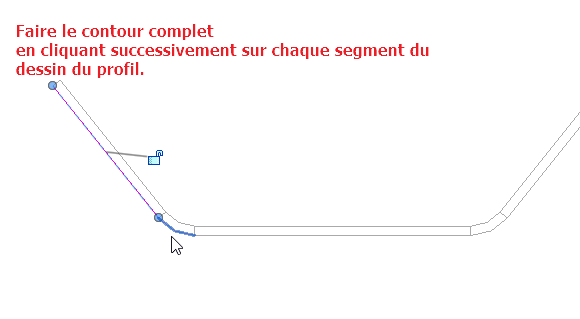 Faire le contour complet
en cliquant successivement sur chaque segment du
dessin du profil.